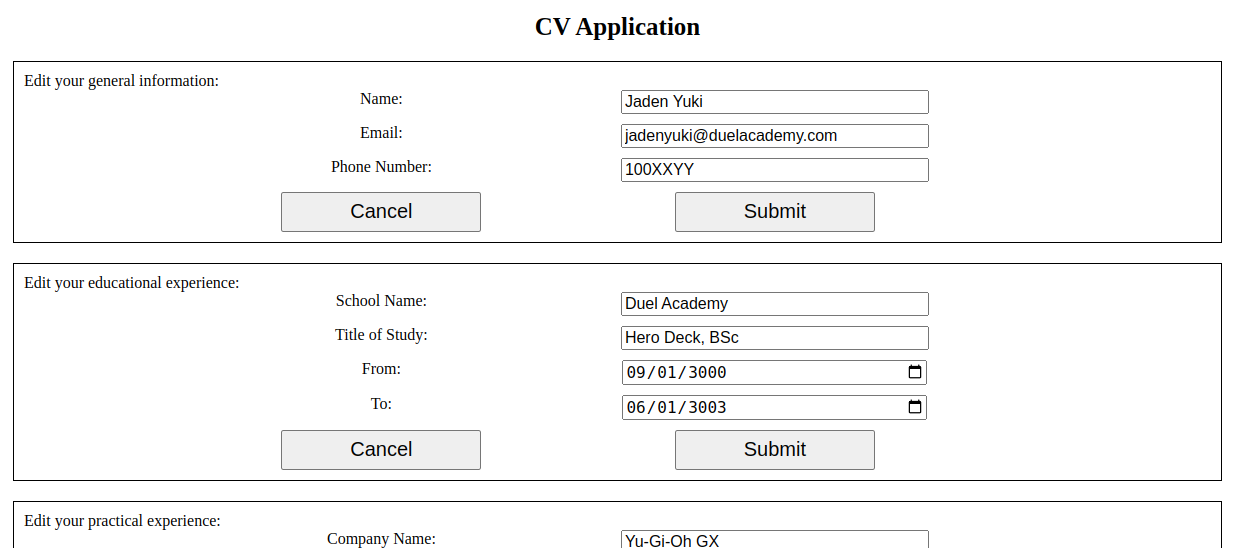 CV Application
Edit your general information:
Name: Jaden Yuki
Email: jadenyuki@duelacademy.com
Phone Number: 100XXYY
Cancel Submit
Edit your educational experience:
School Name: Duel Academy
Title of Study: Hero Deck, BSc
From: 09/01/3000
To: 06/01/3003
Cancel Submit
Edit your practical experience:
Company Name: Yu-Gi-Oh GX